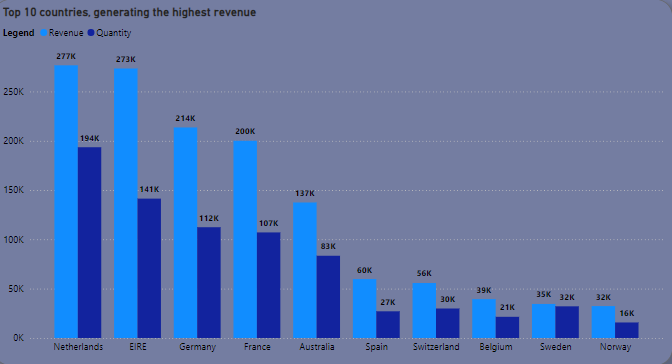 Top 10 countries, generating the highest revenue
Legend Revenue Quantity
277K 273K
194K
214K
200K
141K
137K
112K
107K
83K
60K
27K
56K
30K
39K
21K
35K 32K
32K
16K
250K
200K
150K
100K
50K
0K
Netherlands EIRE Germany France Australia Spain Switzerland Belgium Sweden Norway